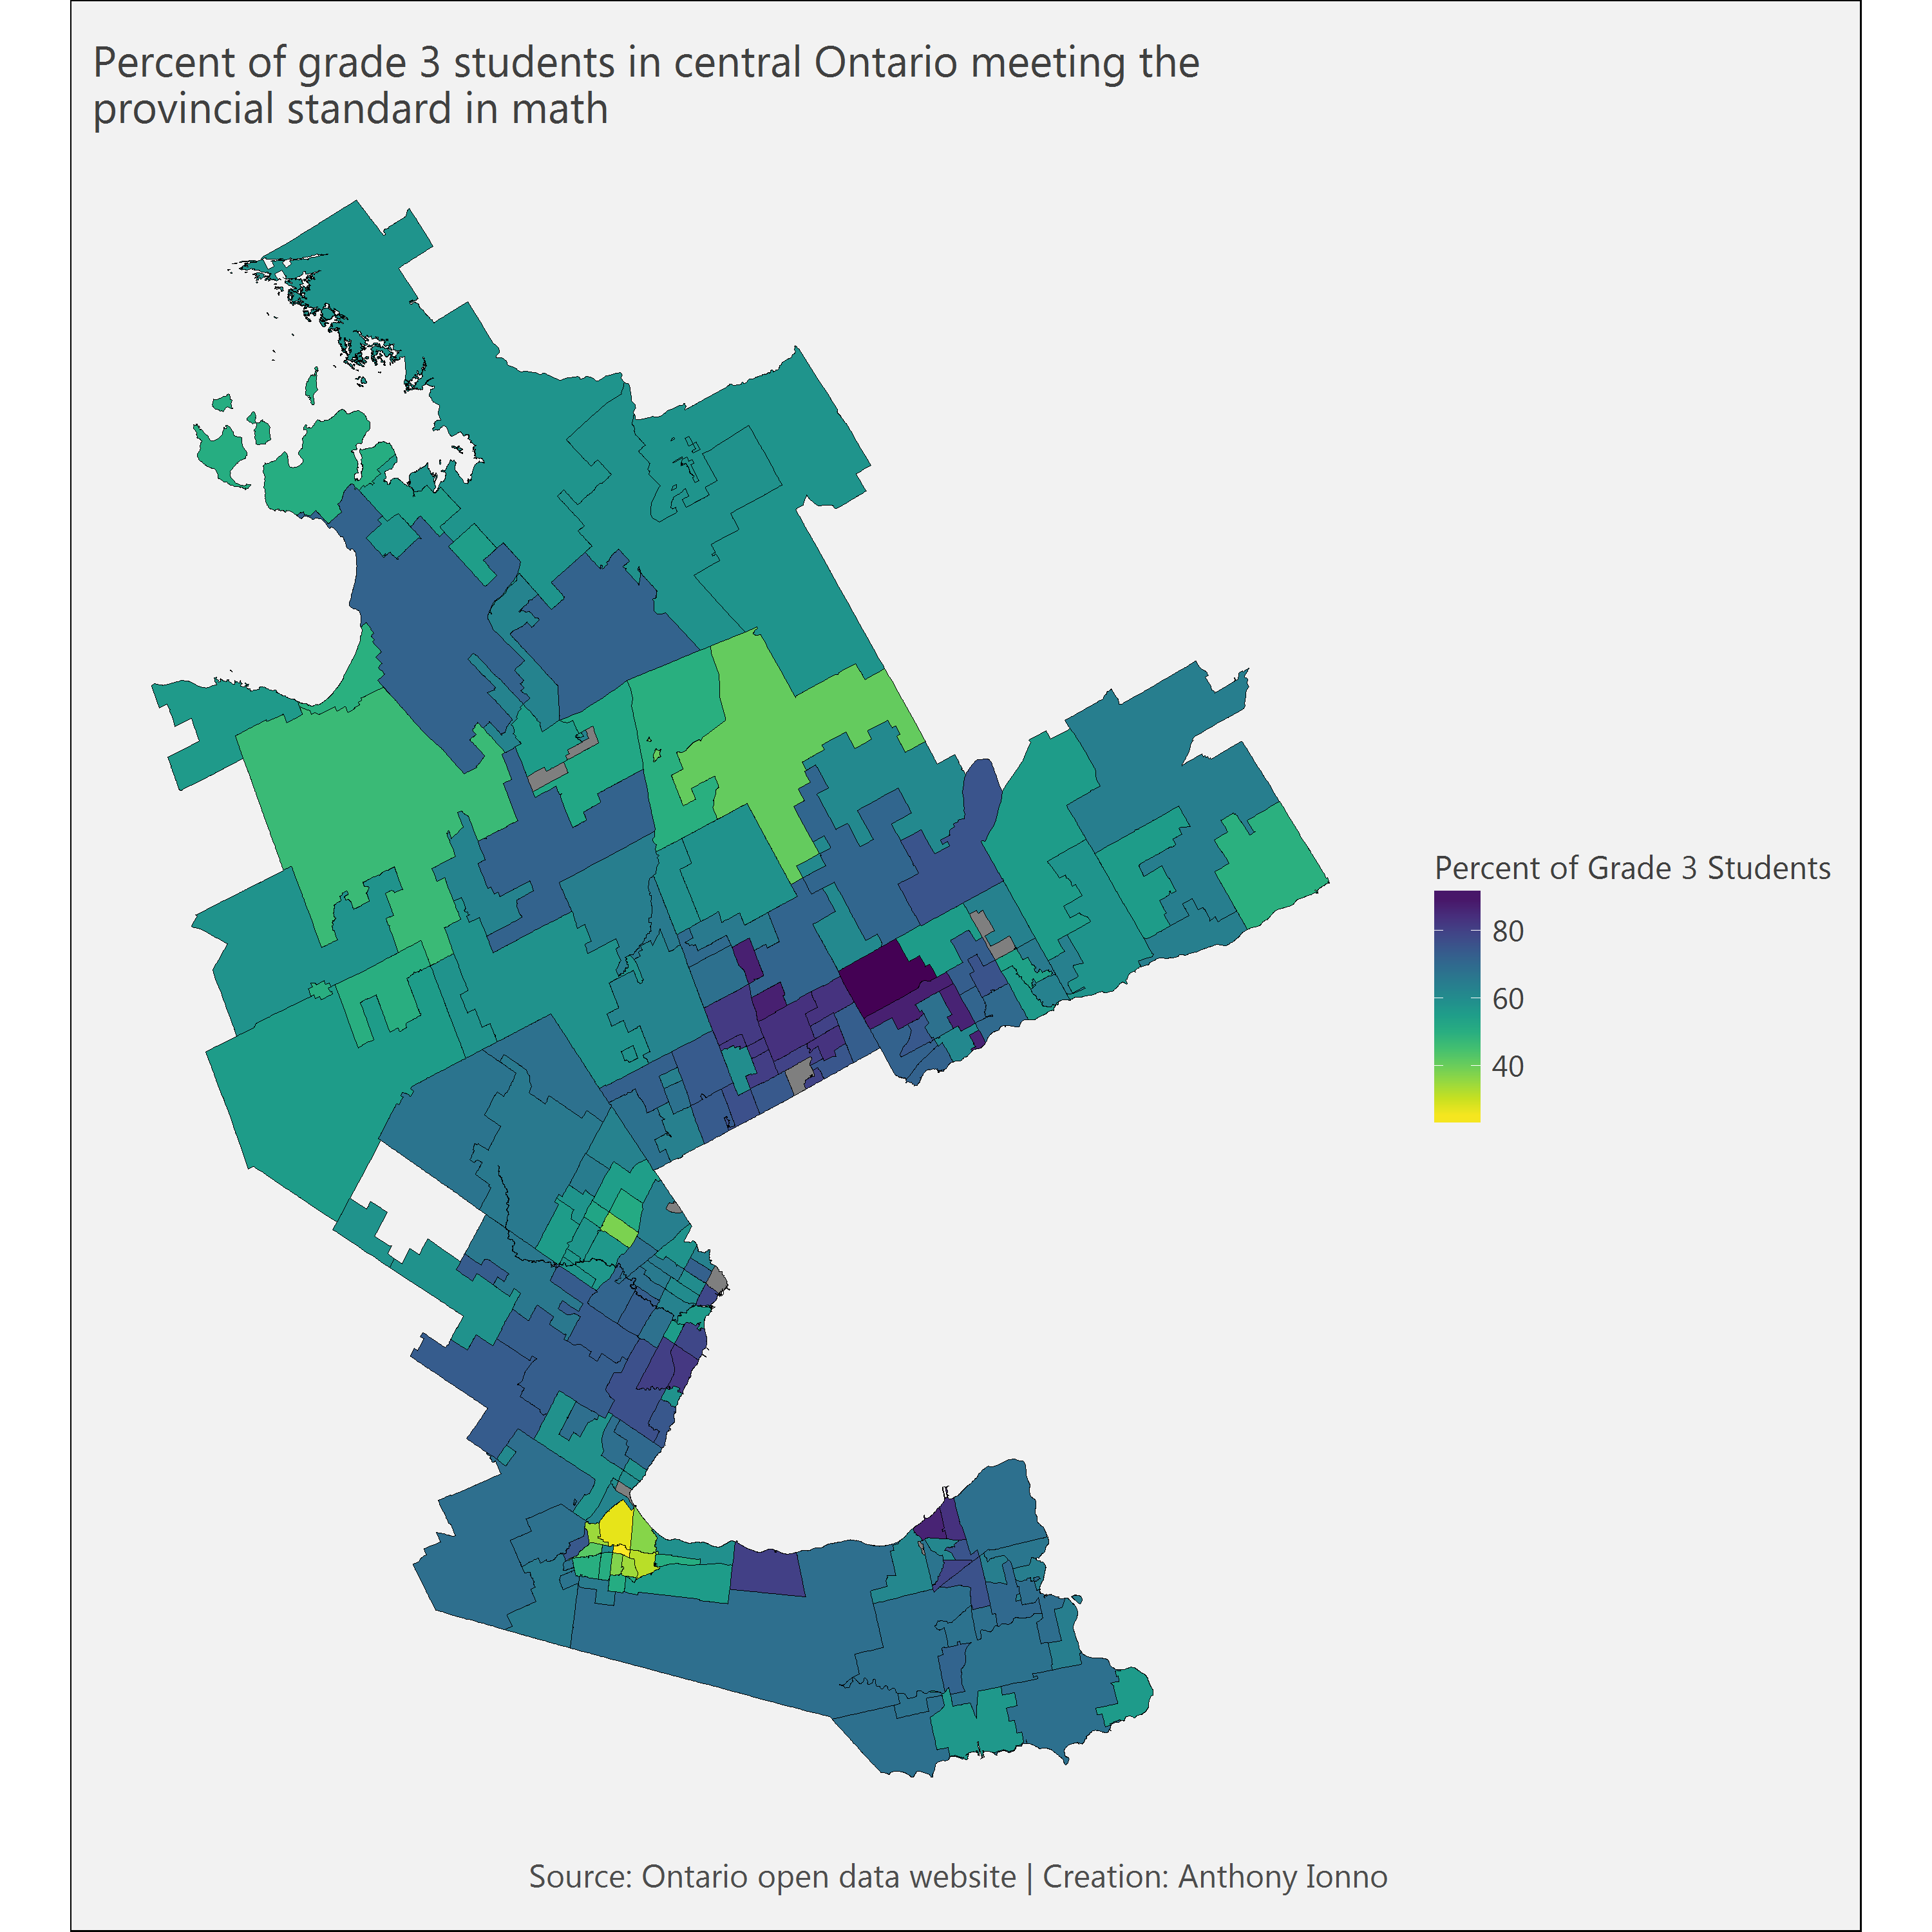 Percent of grade 3 students in central Ontario meeting the
provincial standard in math
Percent of Grade 3 Students
80
60
40
Source: Ontario open data website | Creation: Anthony Ionno